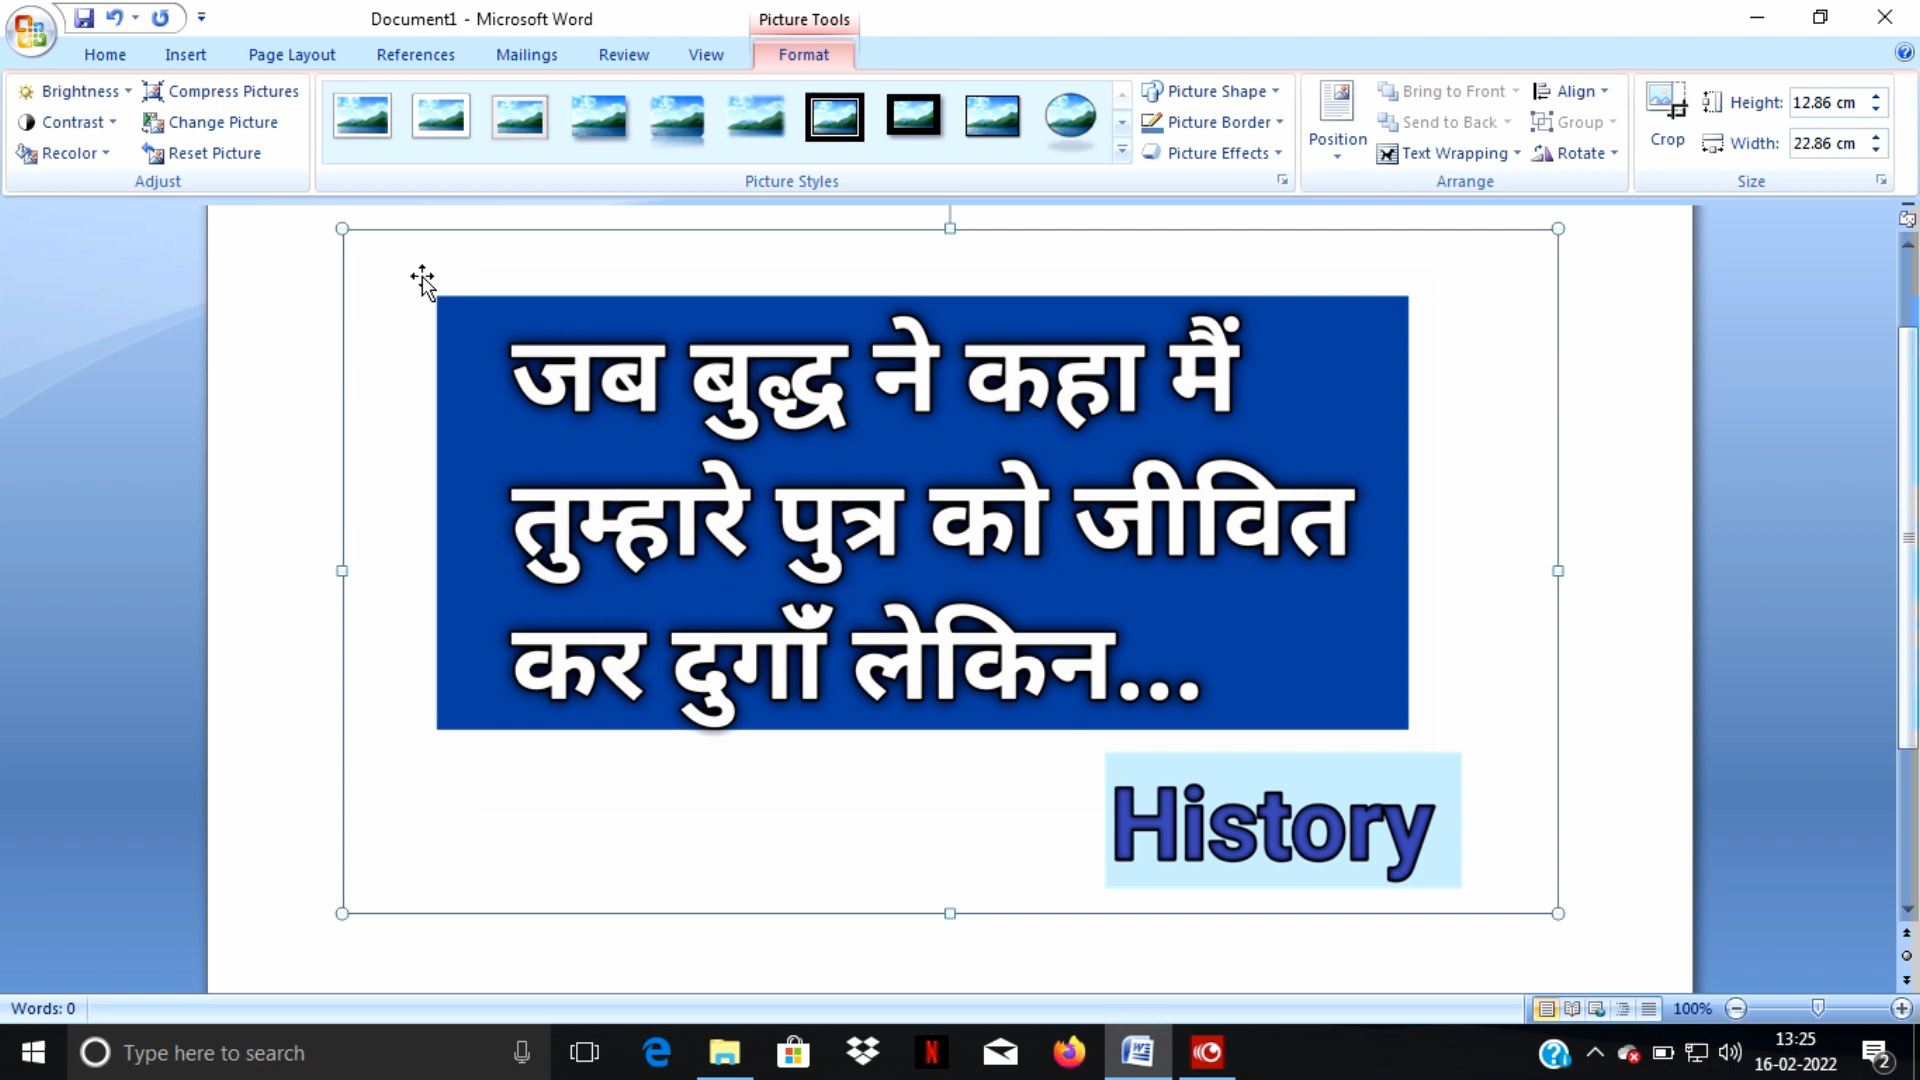 Document1 - Microsoft Word
Picture Tools
Home Insert Page Layout References Mailings Review View Format
Brightness Compress Pictures Picture Shape Bring to Front Align Height: 12.86 cm
Contrast Change Picture Picture Border Send to Back Group
Recolor Reset Picture Picture Effects Position Text Wrapping Rotate Crop Width: 22.86 cm
Adjust Picture Styles Arrange Size
जब बुद्ध ने कहा मैं
तुम्हारे पुत्र को जीवित
कर दुगाँ लेकिन...
History
Words: 0 100%
Type here to search
13:25
16-02-2022
2